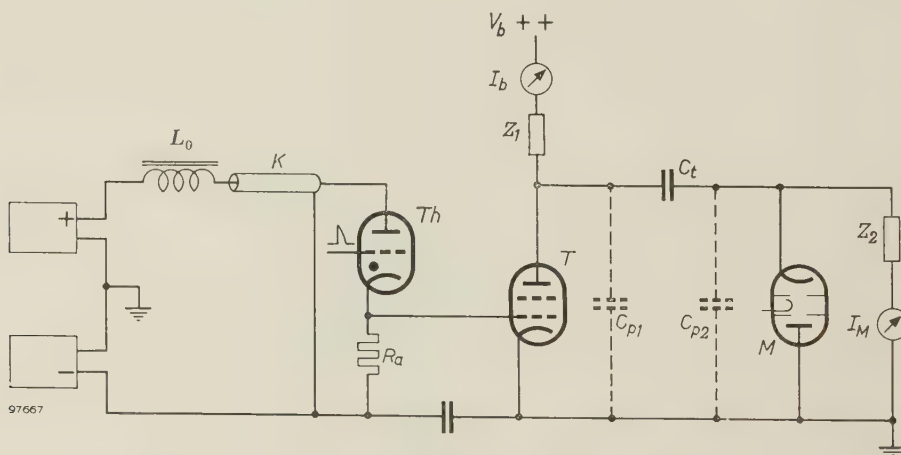 V_b + +
I_b
Z_1
L_0
K
C_t
Th
+
Z_2
T
C_p1
C_p2
M
I_M
R_a
−
97667